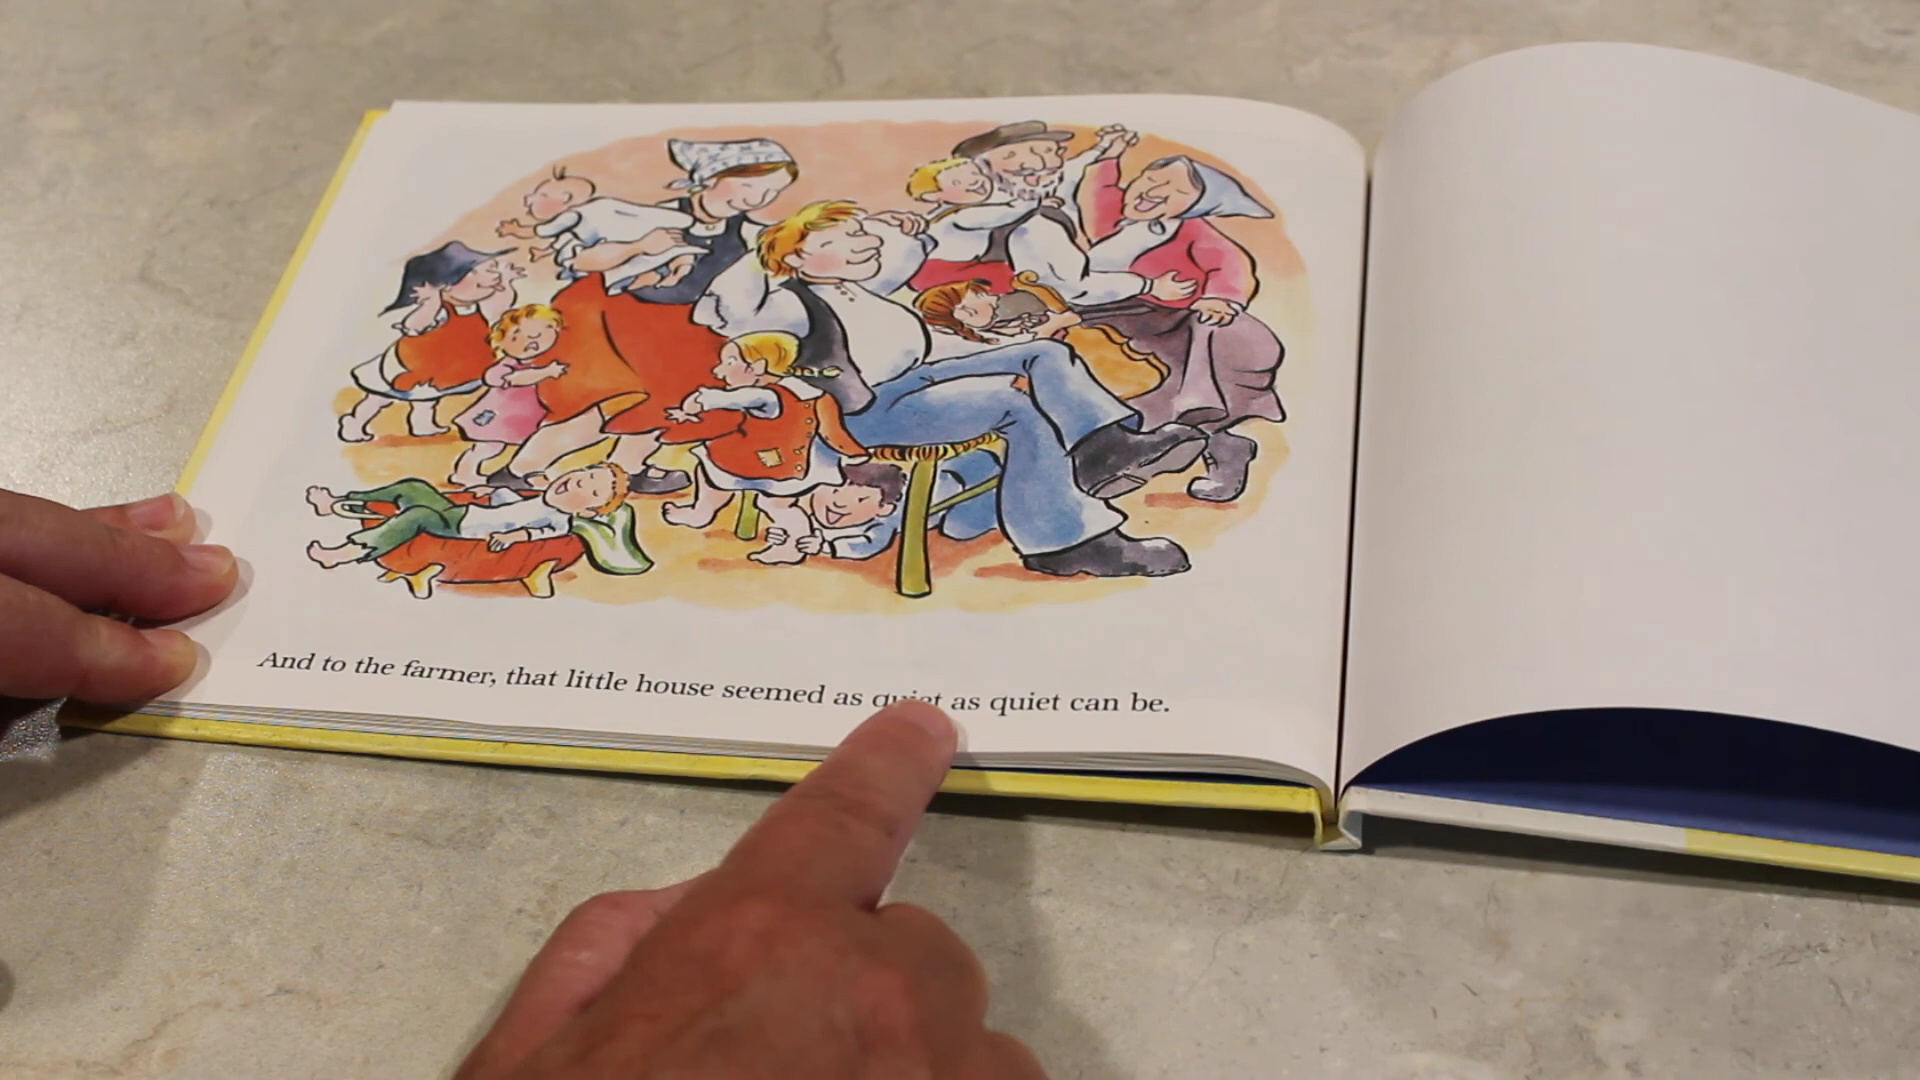 And to the farmer, that little house seemed as quiet as quiet can be.